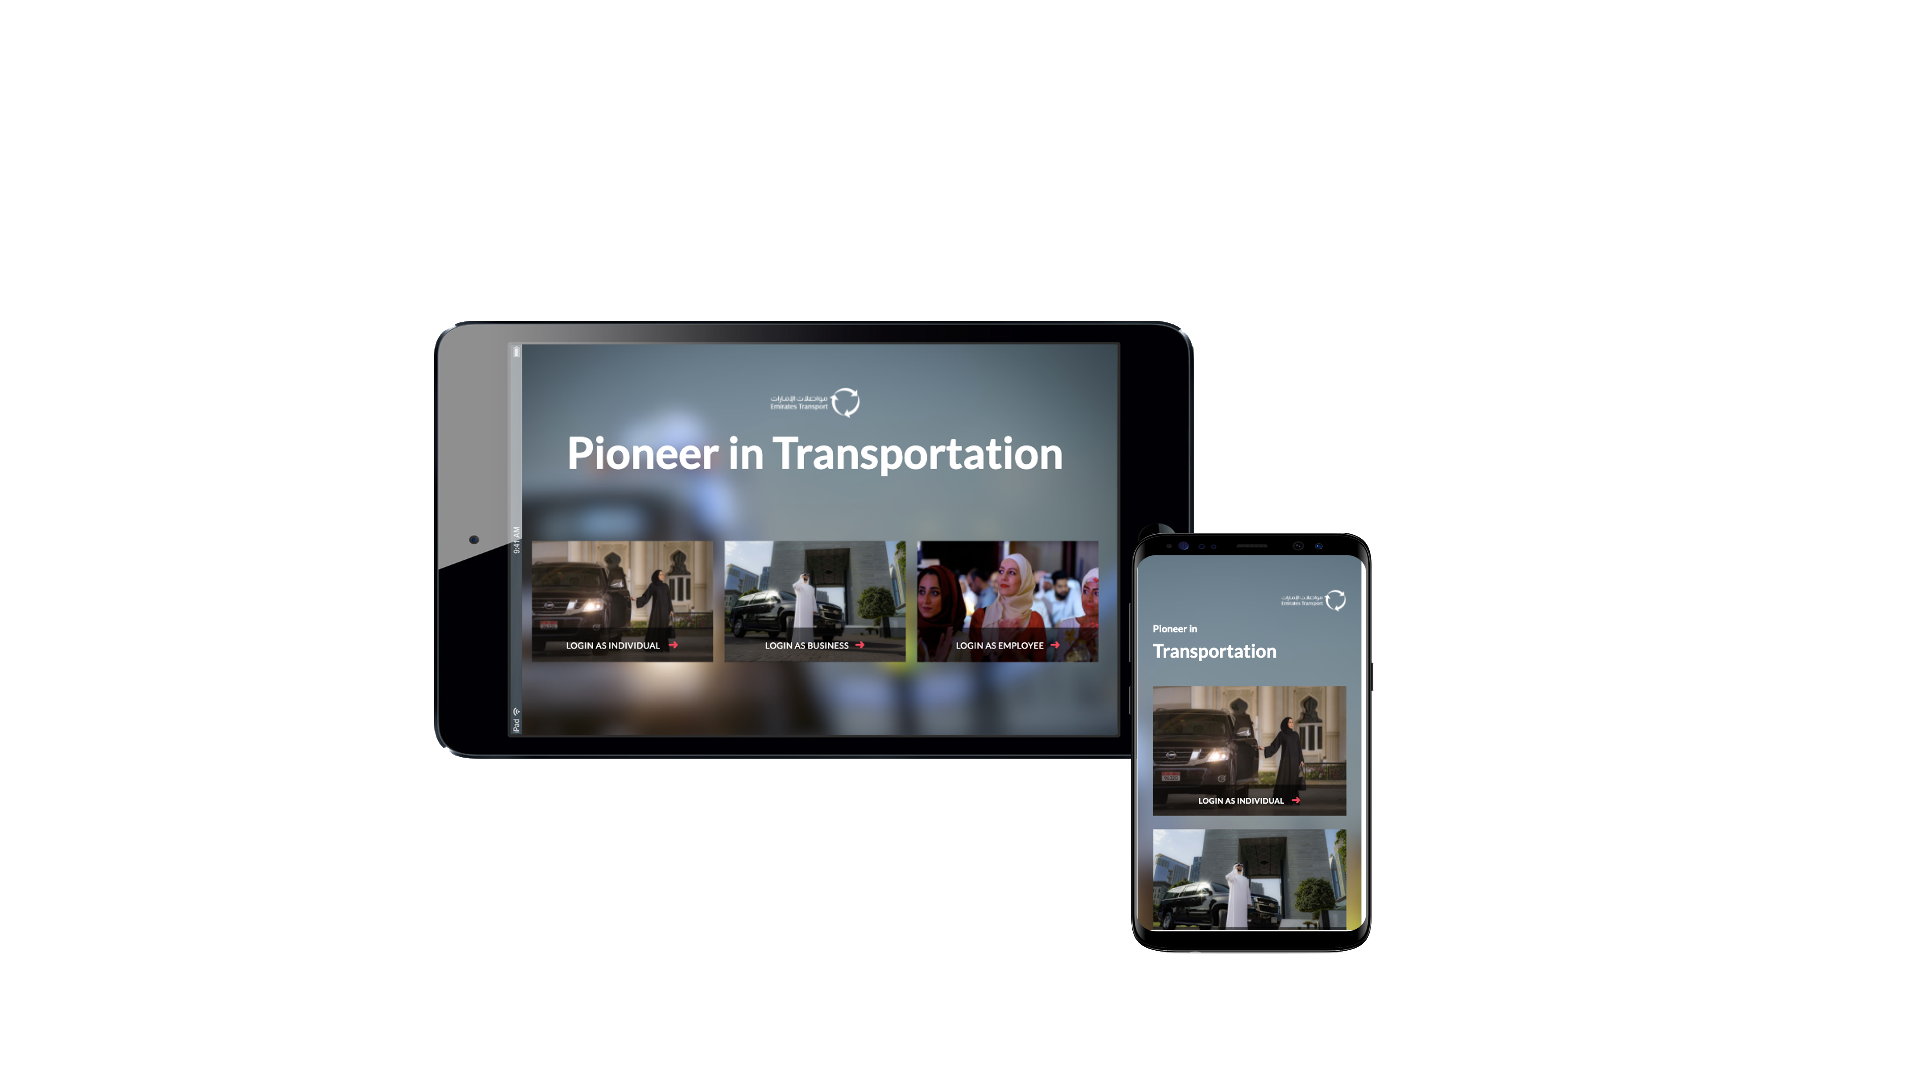 مواصلات الإمارات
Emirates Transport
Pioneer in Transportation
LOGIN AS INDIVIDUAL
LOGIN AS BUSINESS
LOGIN AS EMPLOYEE
iPad
9:41 AM
مواصلات الإمارات
Emirates Transport
Pioneer in
Transportation
LOGIN AS INDIVIDUAL